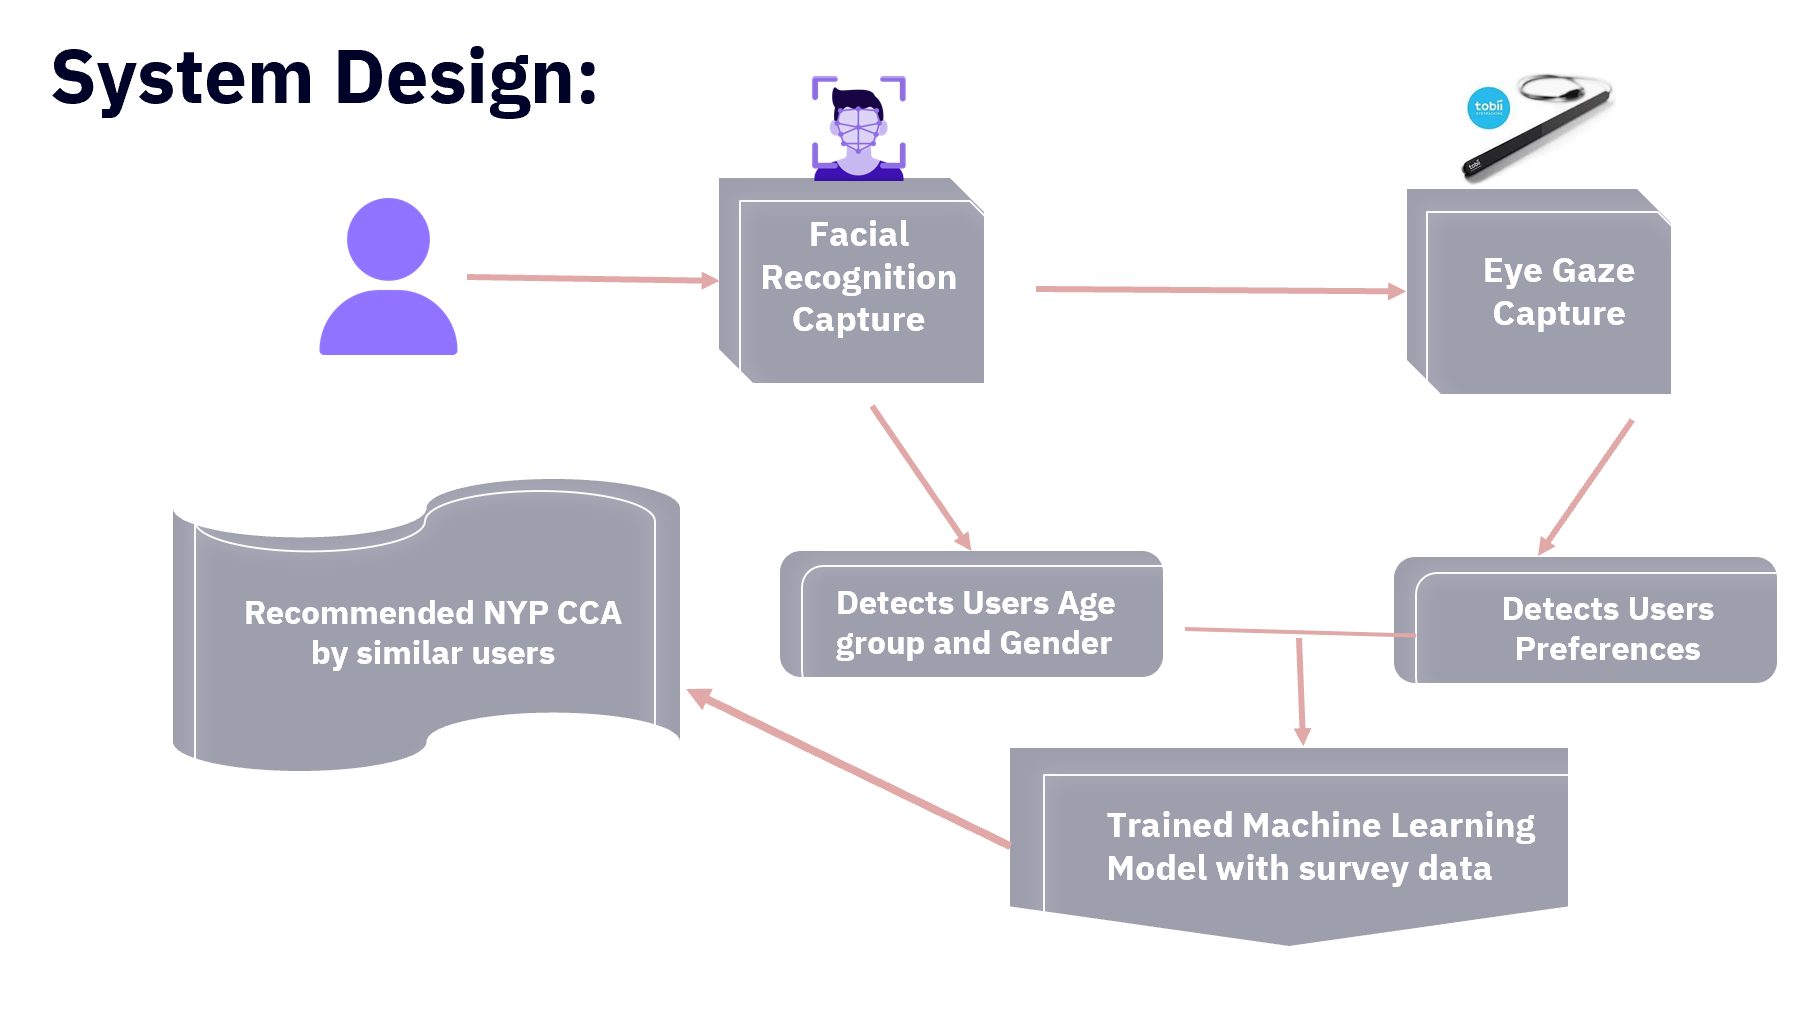 System Design:
tobii
tobii
Facial
Recognition
Capture
Eye Gaze
Capture
Recommended NYP CCA
by similar users
Detects Users Age
group and Gender
Detects Users
Preferences
Trained Machine Learning
Model with survey data